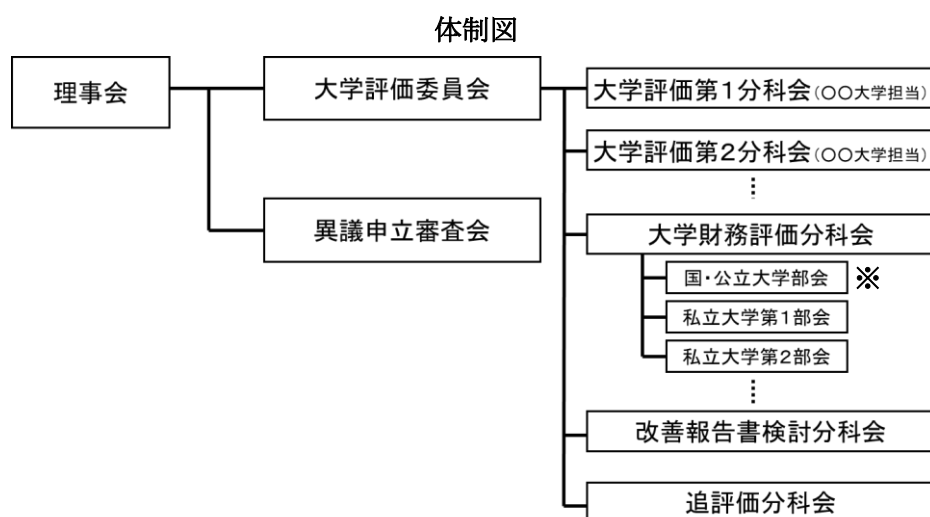 体制図
理事会
大学評価委員会
異議申立審査会
大学評価第1分科会(○○大学担当)
大学評価第2分科会(○○大学担当)
大学財務評価分科会
国・公立大学部会 ※
私立大学第1部会
私立大学第2部会
改善報告書検討分科会
追評価分科会